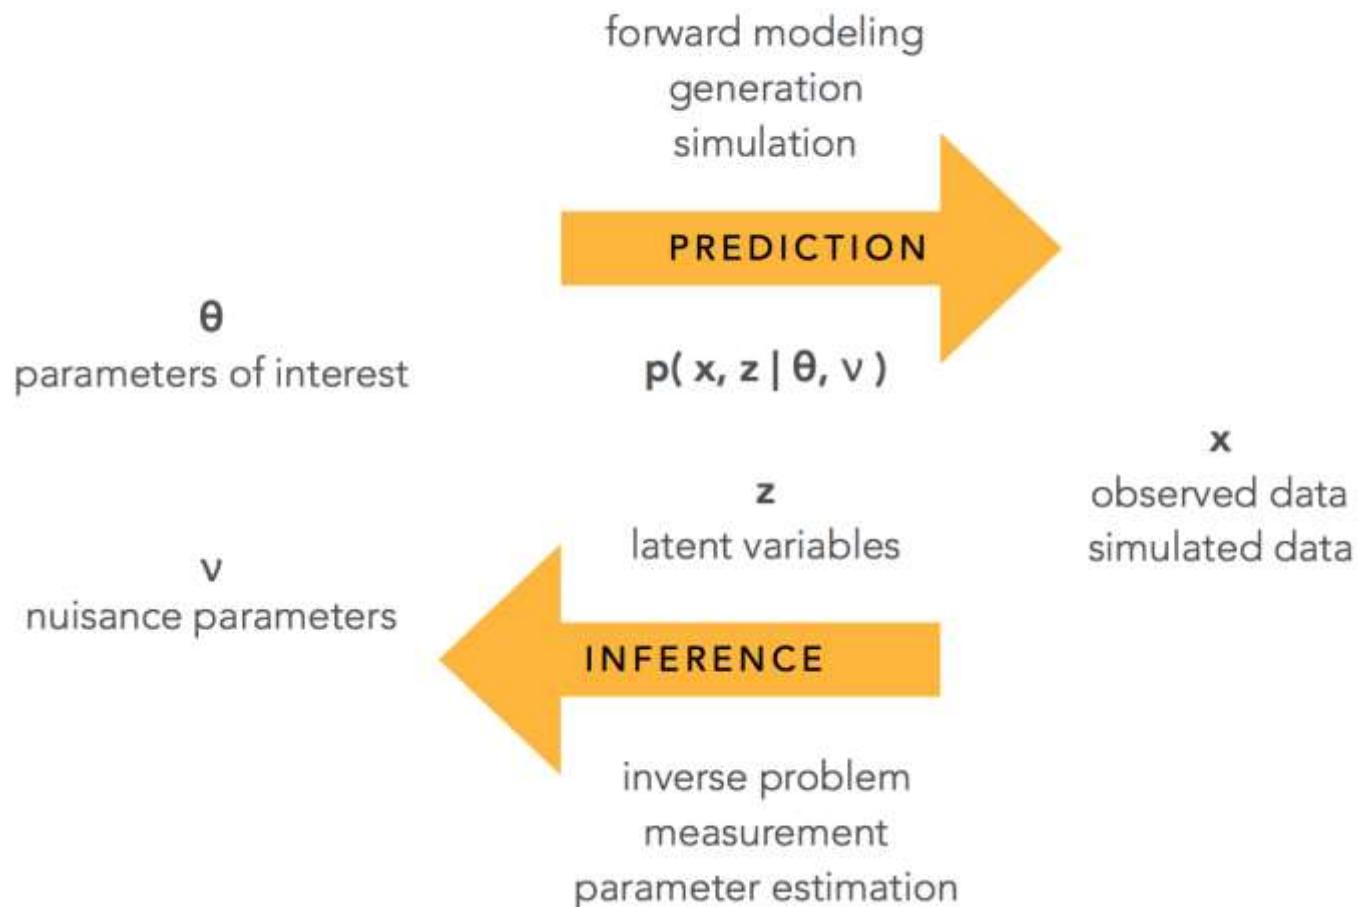 forward modeling
generation
simulation
PREDICTION
θ
parameters of interest
p( x, z | θ, ν )
x
observed data
simulated data
z
latent variables
ν
nuisance parameters
INFERENCE
inverse problem
measurement
parameter estimation